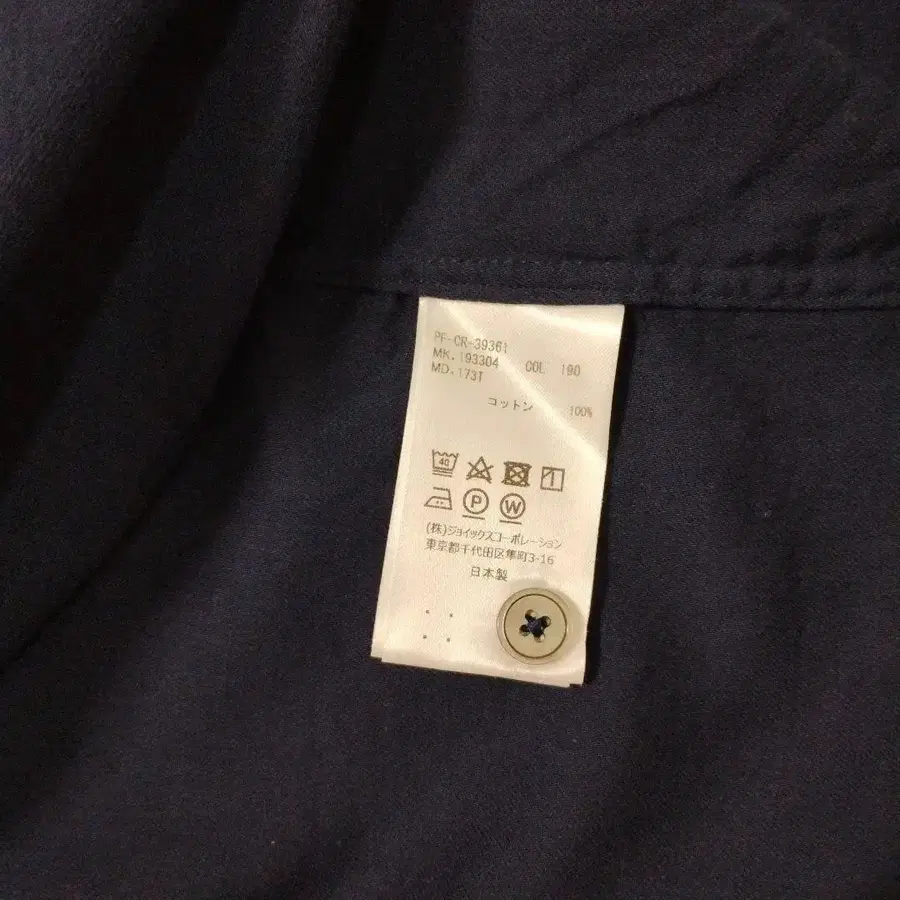 PF-CR-39361
MK.193304 COL 190
MD.173T
コットン 100%
40
P W
(株)ジョイックスコーポレーション
東京都千代田区隼町3-16
日本製